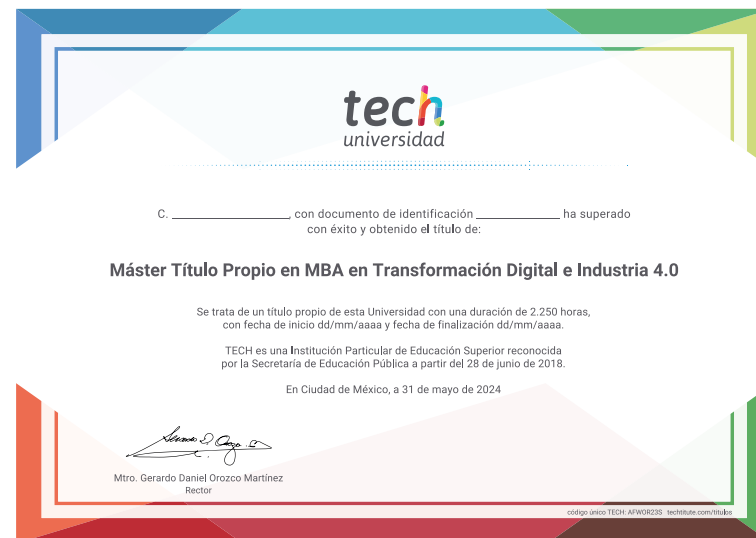 tech
universidad
C. ____________________, con documento de identificación ______________ ha superado
con éxito y obtenido el título de:
Máster Título Propio en MBA en Transformación Digital e Industria 4.0
Se trata de un título propio de esta Universidad con una duración de 2.250 horas,
con fecha de inicio dd/mm/aaaa y fecha de finalización dd/mm/aaaa.
TECH es una Institución Particular de Educación Superior reconocida
por la Secretaría de Educación Pública a partir del 28 de junio de 2018.
En Ciudad de México, a 31 de mayo de 2024
Mtro. Gerardo Daniel Orozco Martínez
Rector
código único TECH: AFWOR23S techtitute.com/titulos